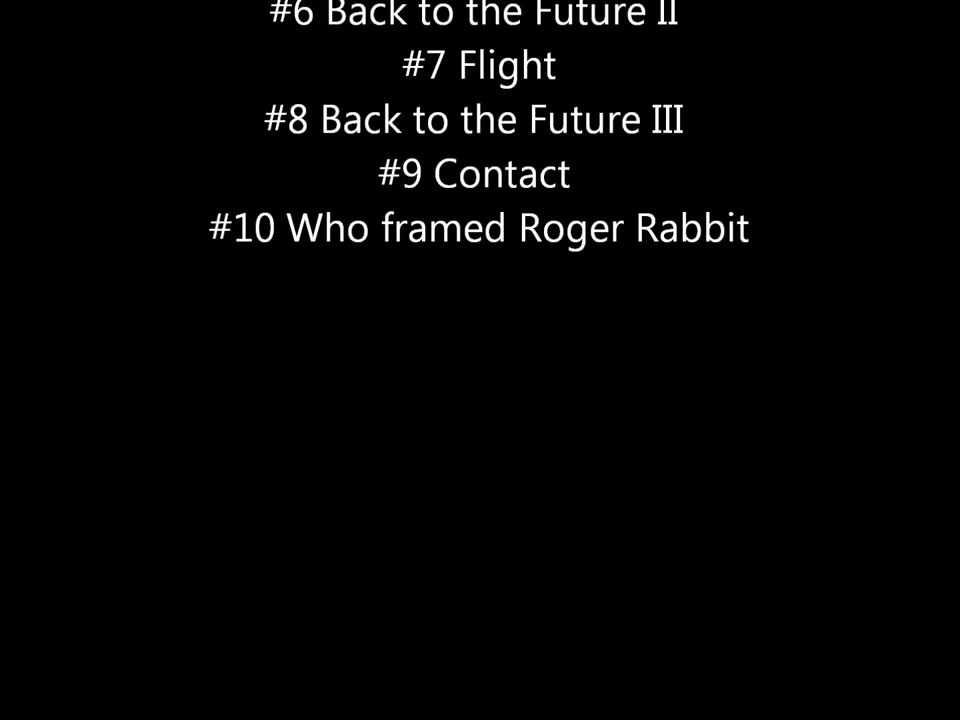 #6 Back to the Future II
#7 Flight
#8 Back to the Future III
#9 Contact
#10 Who framed Roger Rabbit